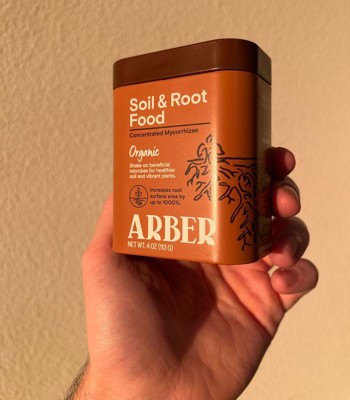 Soil & Root
Food
Concentrated Mycorrhizae
Organic
Shake on beneficial
microbes for healthier
soil and vibrant plants.
Increases root
surface area by
up to 1000%.
ARBER
NET WT. 4 OZ (113 G)